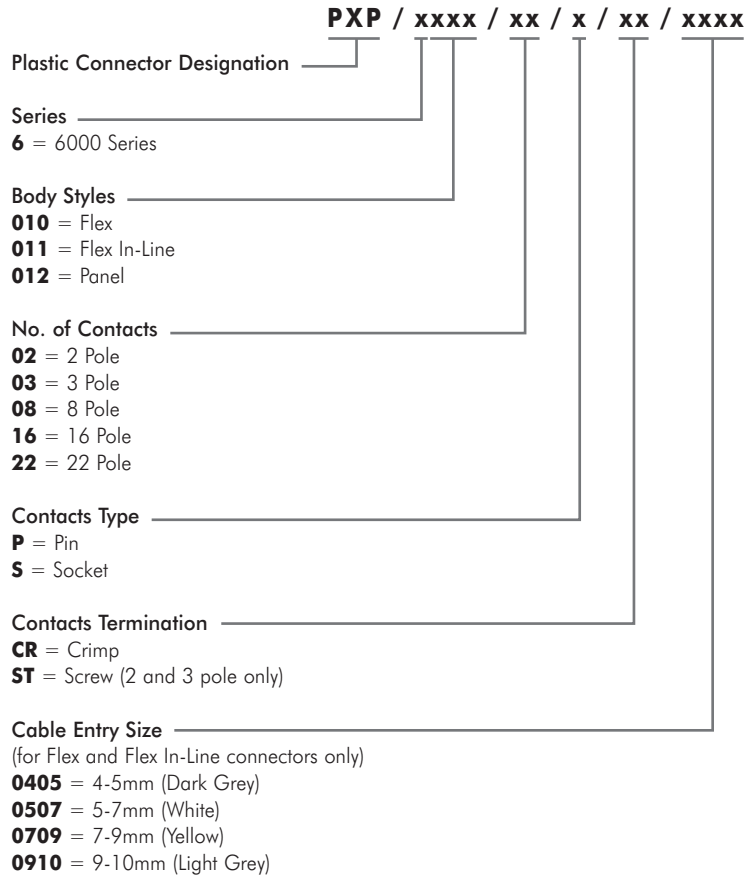 PXP / xxxx / xx / x / xx / xxxx
Plastic Connector Designation
Series
6 = 6000 Series
Body Styles
010 = Flex
011 = Flex In-Line
012 = Panel
No. of Contacts
02 = 2 Pole
03 = 3 Pole
08 = 8 Pole
16 = 16 Pole
22 = 22 Pole
Contacts Type
P = Pin
S = Socket
Contacts Termination
CR = Crimp
ST = Screw (2 and 3 pole only)
Cable Entry Size
(for Flex and Flex In-Line connectors only)
0405 = 4-5mm (Dark Grey)
0507 = 5-7mm (White)
0709 = 7-9mm (Yellow)
0910 = 9-10mm (Light Grey)